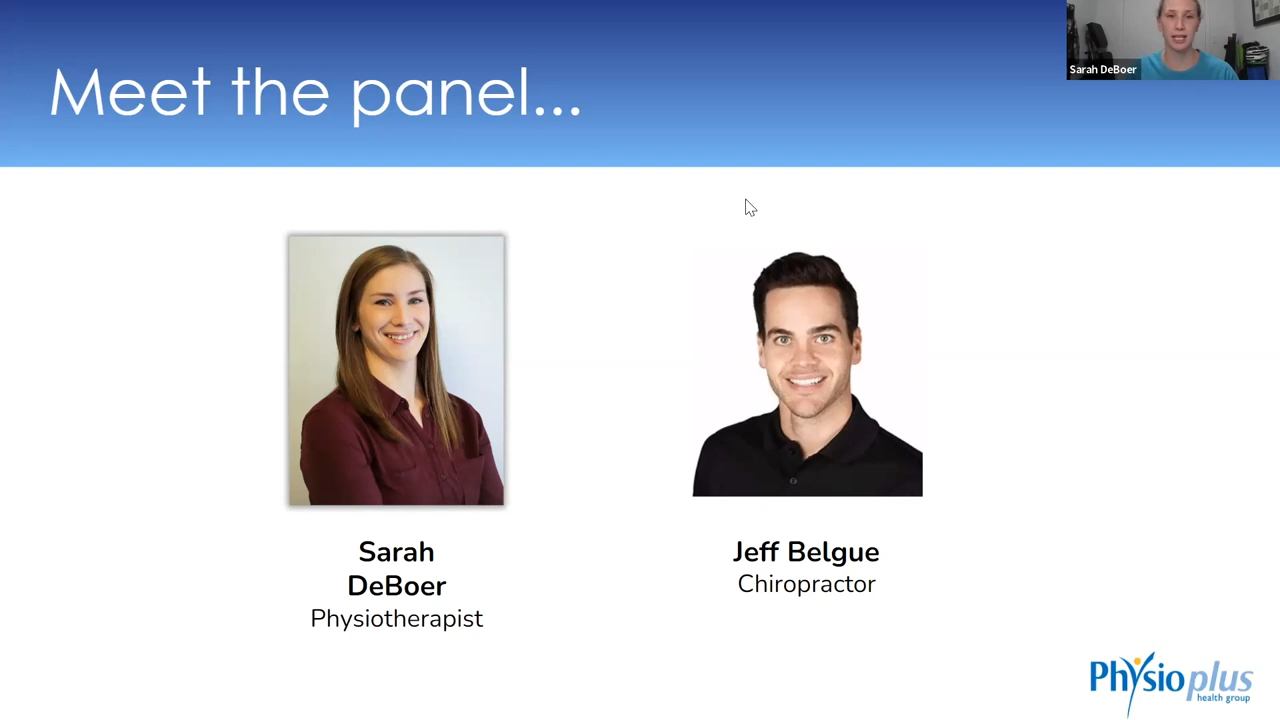 Meet the panel...
Sarah DeBoer
Sarah
DeBoer
Physiotherapist
Jeff Belgue
Chiropractor
Physioplus
health group